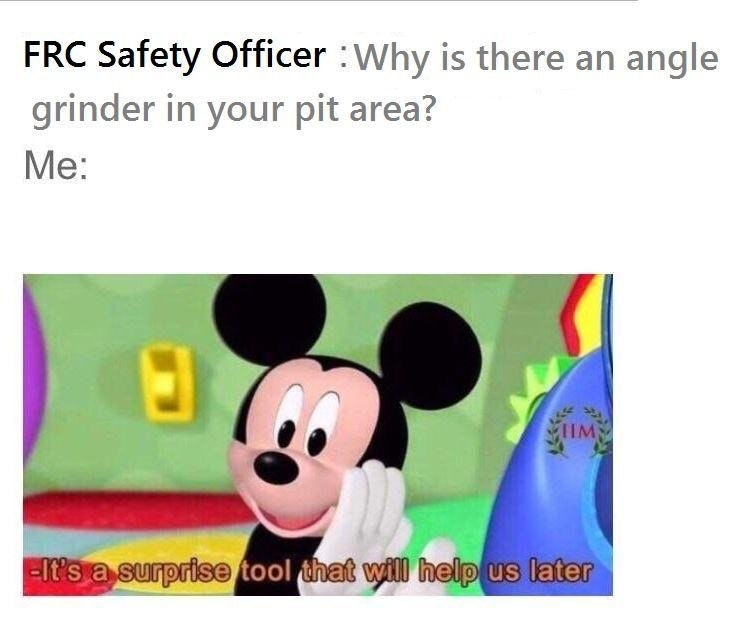 FRC Safety Officer :Why is there an angle
grinder in your pit area?
Me:
IIM
-It's a surprise tool that will help us later